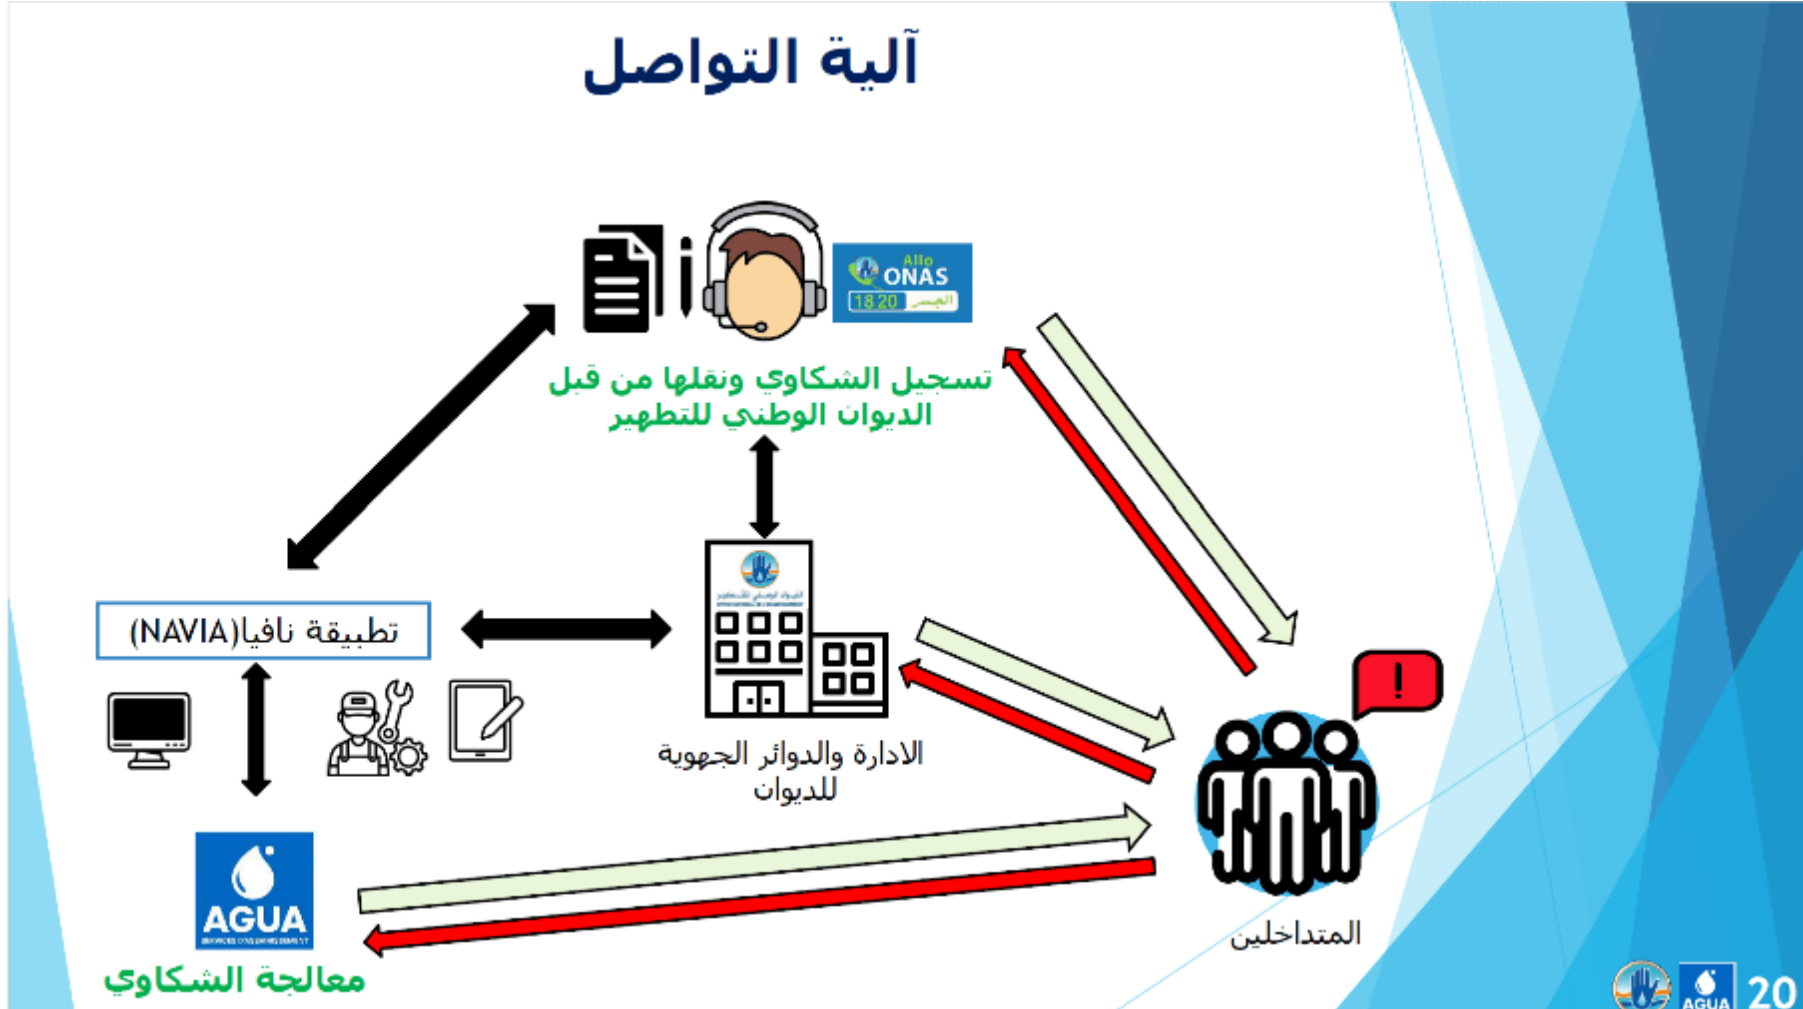 آلية التواصل
Allo
ONAS
18 20
تسجيل الشكاوي ونقلها من قبل
الديوان الوطني للتطهير
تطبيقة نافيا(NAVIA)
الادارة والدوائر الجهوية
للديوان
!
AGUA
معالجة الشكاوي
المتداخلين
AGUA
20